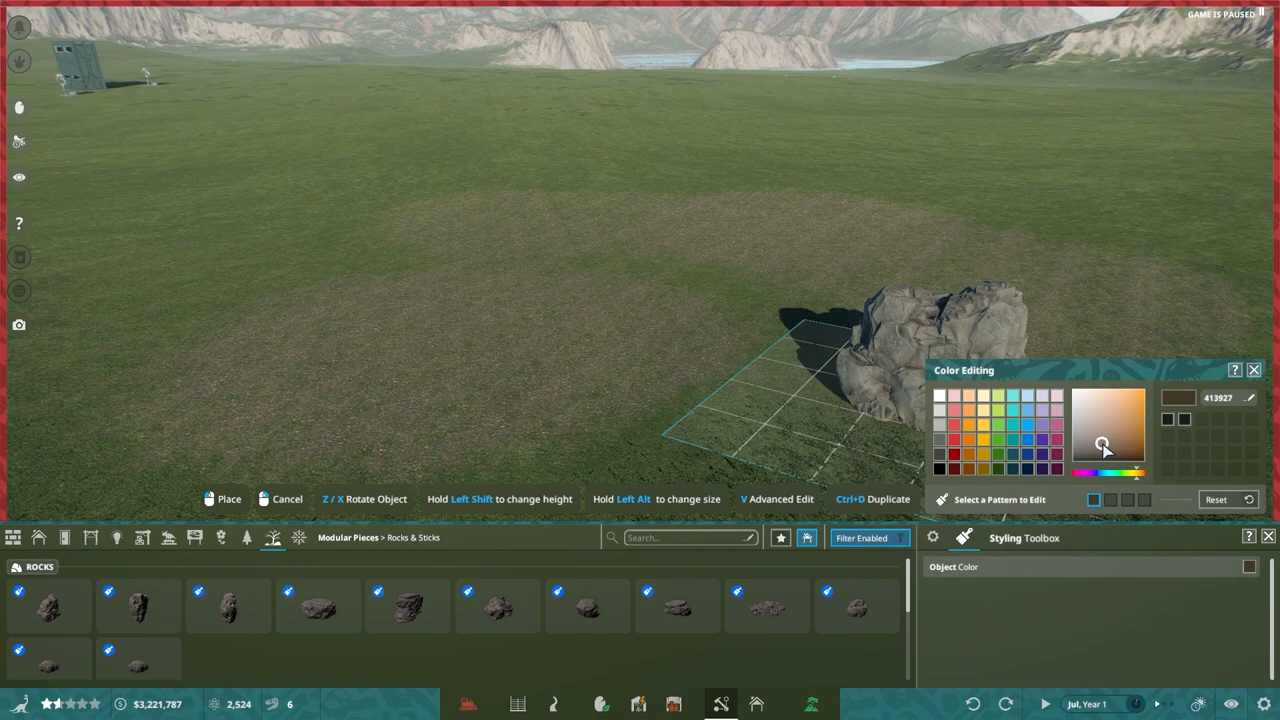 GAME IS PAUSED
?
Color Editing
?
413927
Select a Pattern to Edit
Reset
Place
Cancel
Z / X Rotate Object
Hold Left Shift to change height
Hold Left Alt to change size
V Advanced Edit
Ctrl+D Duplicate
Modular Pieces > Rocks & Sticks
Search...
Filter Enabled
Styling Toolbox
?
ROCKS
Object Color
$3,221,787
2,524
6
Jul, Year 1